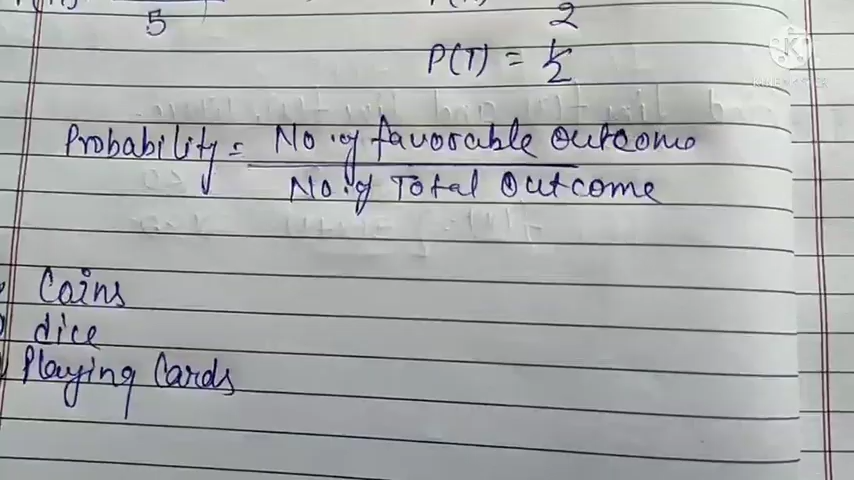 5
2
P(T) = 1/2
Probability = No. of favorable Outcome
No. of Total Outcome
Coins
dice
Playing Cards